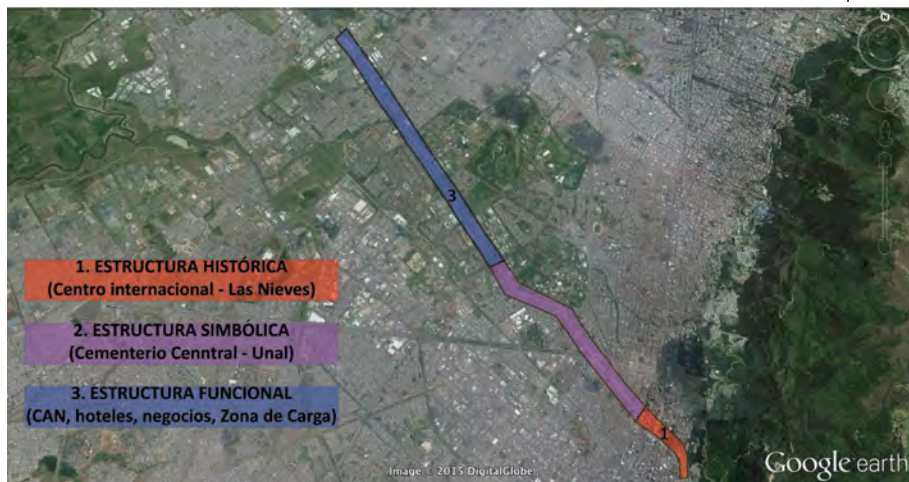 N
3
1. ESTRUCTURA HISTÓRICA
(Centro internacional - Las Nieves)
2. ESTRUCTURA SIMBÓLICA
(Cementerio Cenntral - Unal)
3. ESTRUCTURA FUNCIONAL
(CAN, hoteles, negocios, Zona de Carga)
1
Image © 2015 DigitalGlobe
Google earth